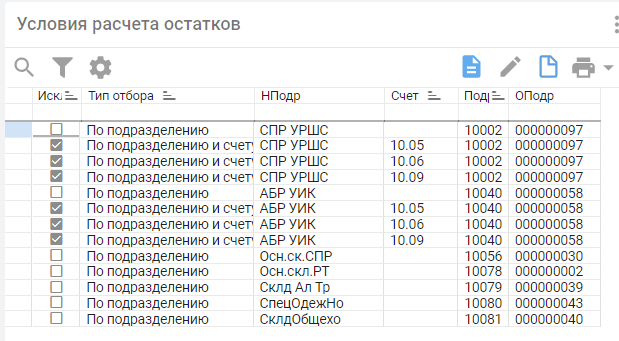 Условия расчета остатков
Искл Тип отбора НПодр Счет Подр ОПодр
По подразделению СПР УРШС 10002 000000097
По подразделению и счету СПР УРШС 10.05 10002 000000097
По подразделению и счету СПР УРШС 10.06 10002 000000097
По подразделению и счету СПР УРШС 10.09 10002 000000097
По подразделению АБР УИК 10040 000000058
По подразделению и счету АБР УИК 10.05 10040 000000058
По подразделению и счету АБР УИК 10.06 10040 000000058
По подразделению и счету АБР УИК 10.09 10040 000000058
По подразделению Осн.ск.СПР 10056 000000030
По подразделению Осн.скл.РТ 10078 000000002
По подразделению Склд Ал Тр 10079 000000039
По подразделению СпецОдежНо 10080 000000043
По подразделению СклдОбщехо 10081 000000040